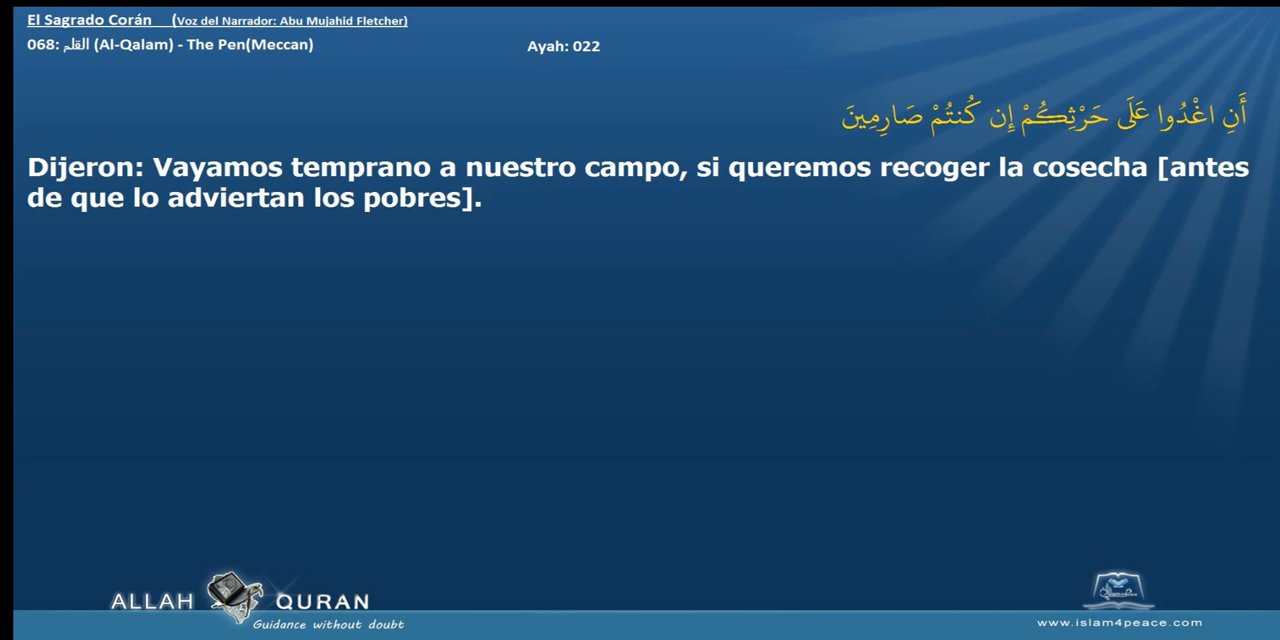 El Sagrado Corán (Voz del Narrador: Abu Mujahid Fletcher)
068: القلم (Al-Qalam) - The Pen(Meccan) Ayah: 022
أَنِ اغْدُوا عَلَى حَرْثِكُمْ إِن كُنتُمْ صَارِمِينَ
Dijeron: Vayamos temprano a nuestro campo, si queremos recoger la cosecha [antes
de que lo adviertan los pobres].
ALLAH QURAN
Guidance without doubt
www.islam4peace.com